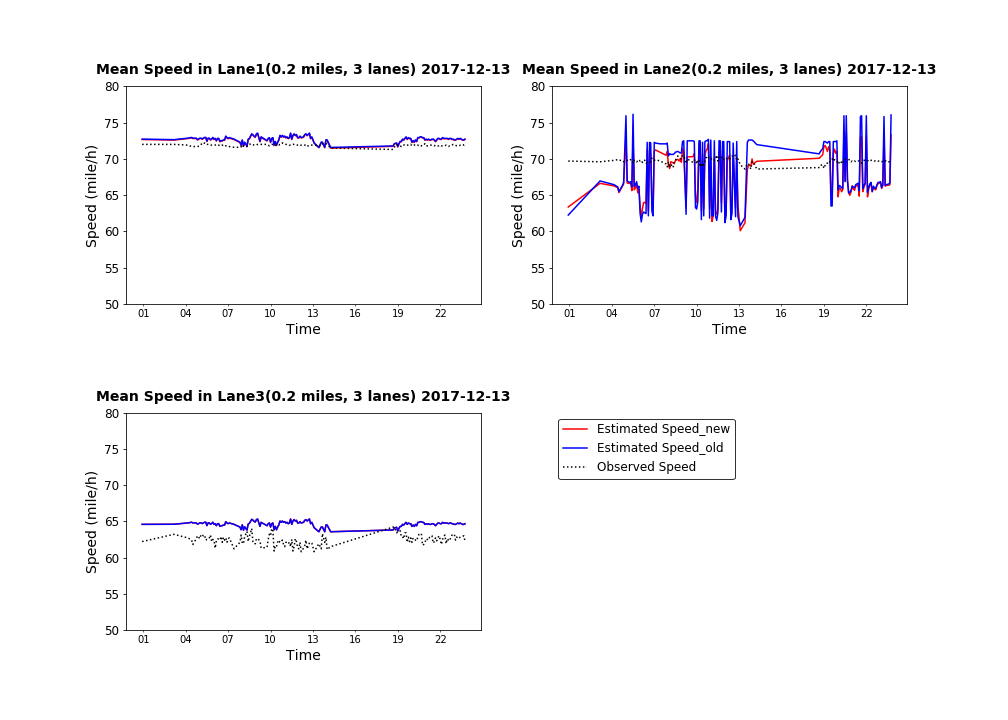 Mean Speed in Lane1(0.2 miles, 3 lanes) 2017-12-13
80
75
70
65
60
55
50
Speed (mile/h)
01 04 07 10 13 16 19 22
Time
Mean Speed in Lane2(0.2 miles, 3 lanes) 2017-12-13
80
75
70
65
60
55
50
Speed (mile/h)
01 04 07 10 13 16 19 22
Time
Mean Speed in Lane3(0.2 miles, 3 lanes) 2017-12-13
80
75
70
65
60
55
50
Speed (mile/h)
01 04 07 10 13 16 19 22
Time
Estimated Speed_new
Estimated Speed_old
Observed Speed